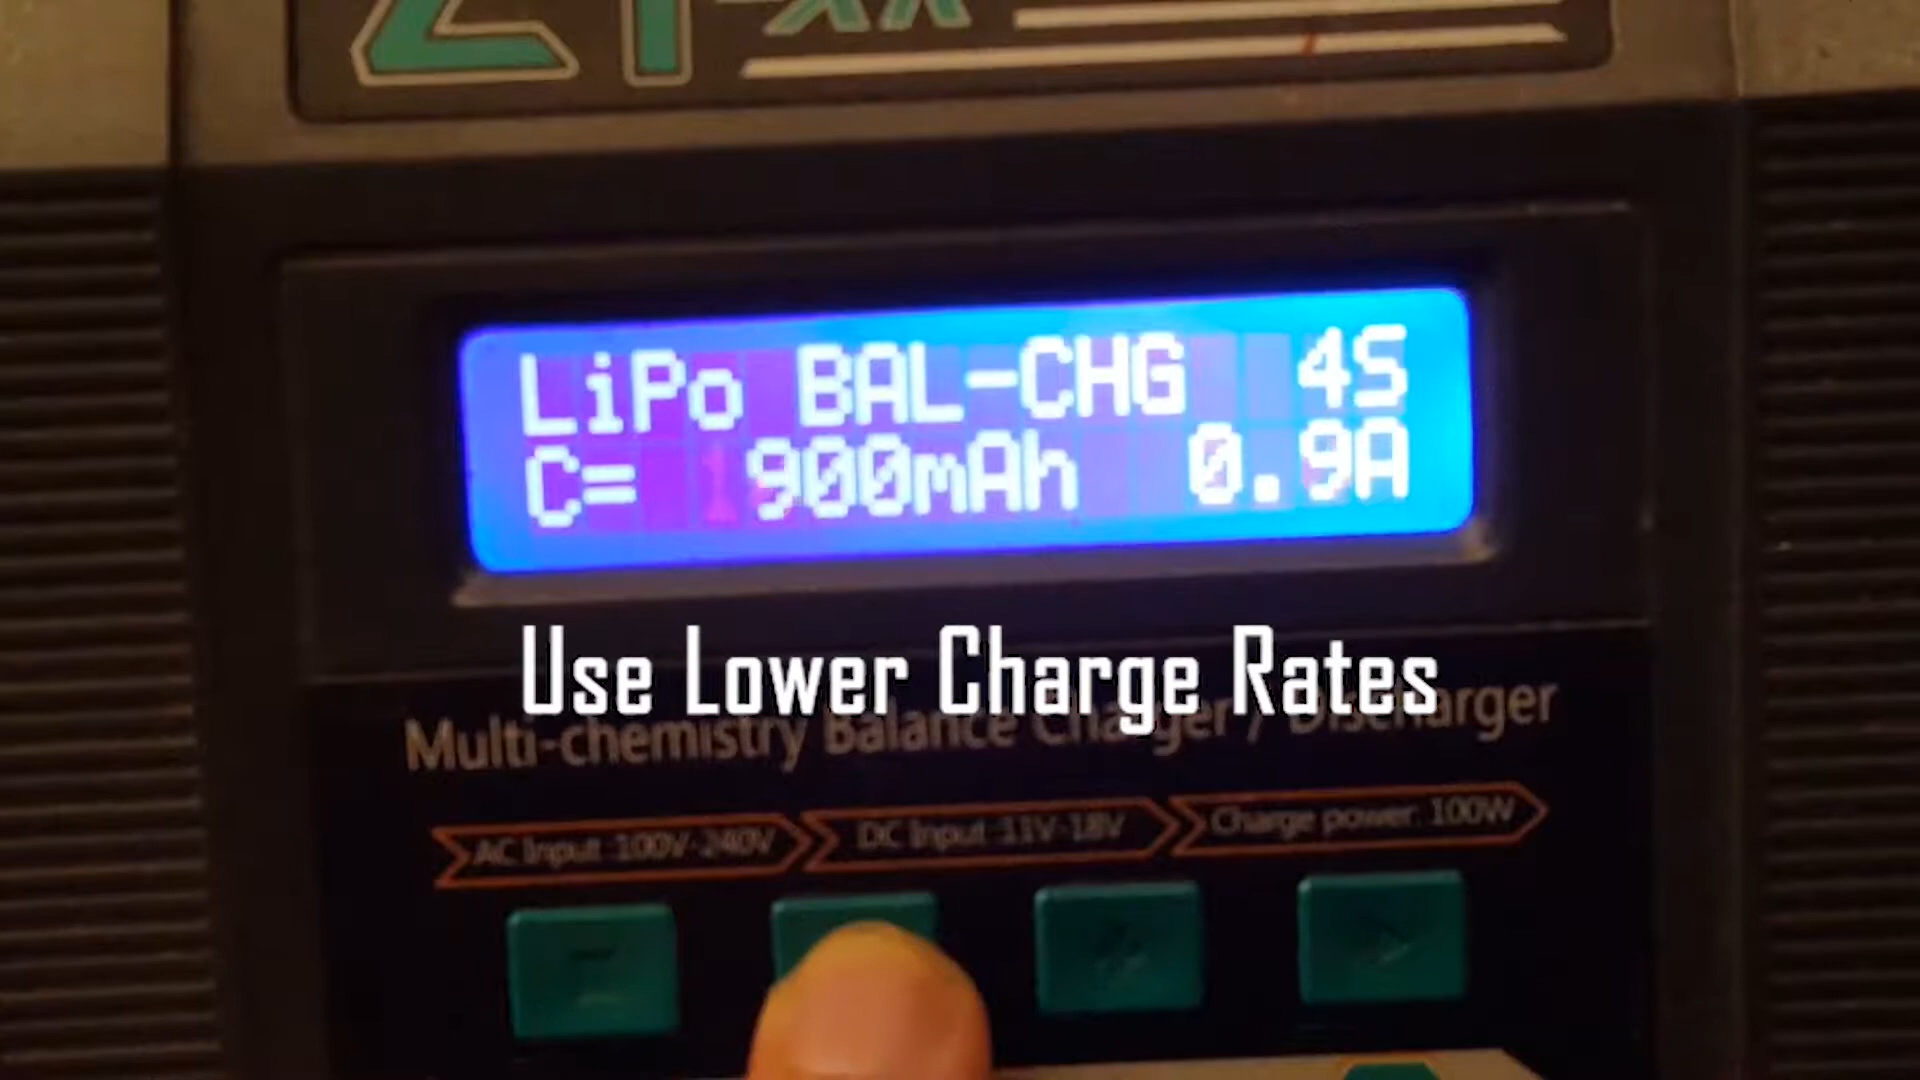 LiPo BAL-CHG 4S
C= 900mAh 0.9A
Use Lower Charge Rates
Multi-chemistry Balance Charger / Discharger
AC Input:100V-240V DC Input:11V-18V Charge power: 100W